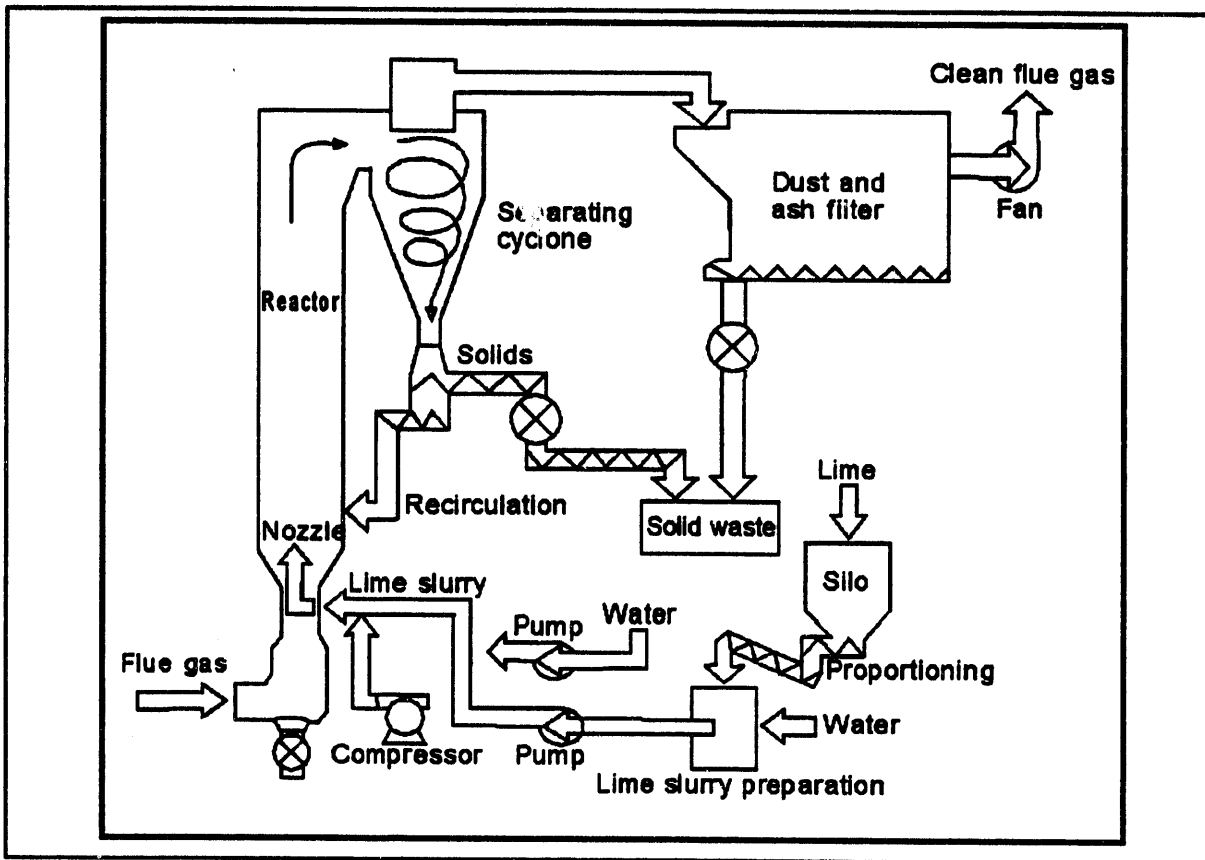 Clean flue gas
Dust and
ash filter
Fan
Separating
cyclone
Reactor
Solids
Recirculation
Nozzle
Solid waste
Lime
Silo
Lime slurry
Water
Pump
Proportioning
Flue gas
Water
Compressor
Pump
Lime slurry preparation